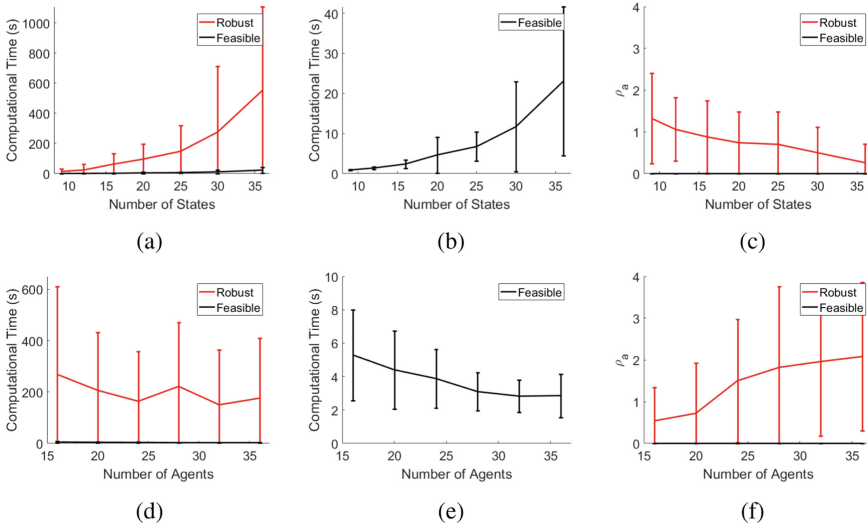 Computational Time (s)
1000
800
600
400
200
0
Robust
Feasible
10 15 20 25 30 35
Number of States
(a)
Computational Time (s)
40
30
20
10
0
Feasible
10 15 20 25 30 35
Number of States
(b)
ρa
4
3
2
1
0
Robust
Feasible
10 15 20 25 30 35
Number of States
(c)
Computational Time (s)
600
400
200
0
Robust
Feasible
15 20 25 30 35
Number of Agents
(d)
Computational Time (s)
10
8
6
4
2
0
Feasible
15 20 25 30 35
Number of Agents
(e)
ρa
4
3
2
1
0
Robust
Feasible
15 20 25 30 35
Number of Agents
(f)